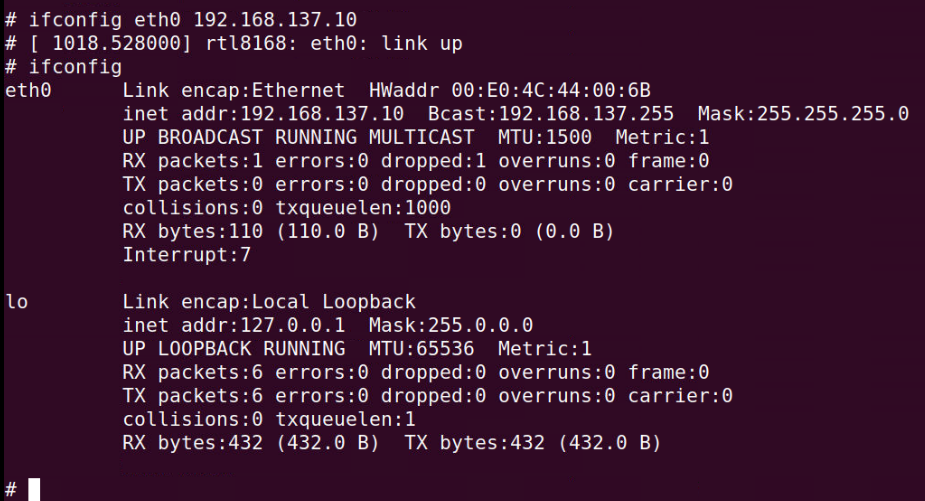 # ifconfig eth0 192.168.137.10
# [ 1018.528000] rtl8168: eth0: link up
# ifconfig
eth0      Link encap:Ethernet  HWaddr 00:E0:4C:44:00:6B
          inet addr:192.168.137.10  Bcast:192.168.137.255  Mask:255.255.255.0
          UP BROADCAST RUNNING MULTICAST  MTU:1500  Metric:1
          RX packets:1 errors:0 dropped:1 overruns:0 frame:0
          TX packets:0 errors:0 dropped:0 overruns:0 carrier:0
          collisions:0 txqueuelen:1000
          RX bytes:110 (110.0 B)  TX bytes:0 (0.0 B)
          Interrupt:7

lo        Link encap:Local Loopback
          inet addr:127.0.0.1  Mask:255.0.0.0
          UP LOOPBACK RUNNING  MTU:65536  Metric:1
          RX packets:6 errors:0 dropped:0 overruns:0 frame:0
          TX packets:6 errors:0 dropped:0 overruns:0 carrier:0
          collisions:0 txqueuelen:1
          RX bytes:432 (432.0 B)  TX bytes:432 (432.0 B)

#